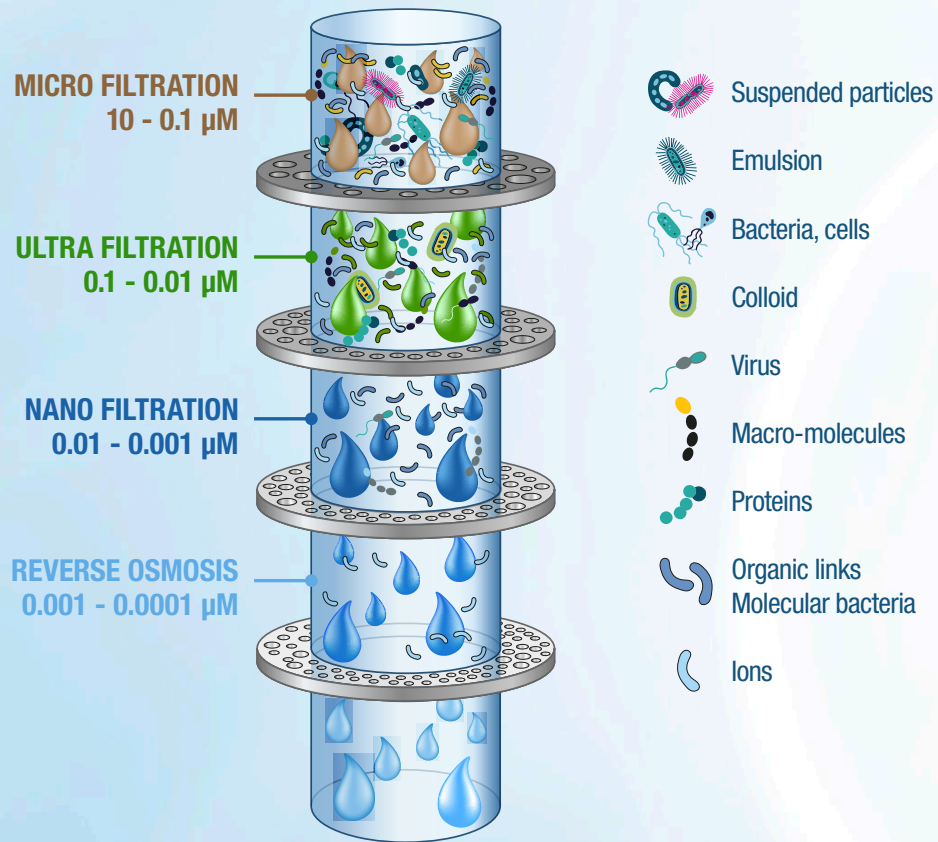 MICRO FILTRATION
10 - 0.1 µM
ULTRA FILTRATION
0.1 - 0.01 µM
NANO FILTRATION
0.01 - 0.001 µM
REVERSE OSMOSIS
0.001 - 0.0001 µM
Suspended particles
Emulsion
Bacteria, cells
Colloid
Virus
Macro-molecules
Proteins
Organic links
Molecular bacteria
Ions